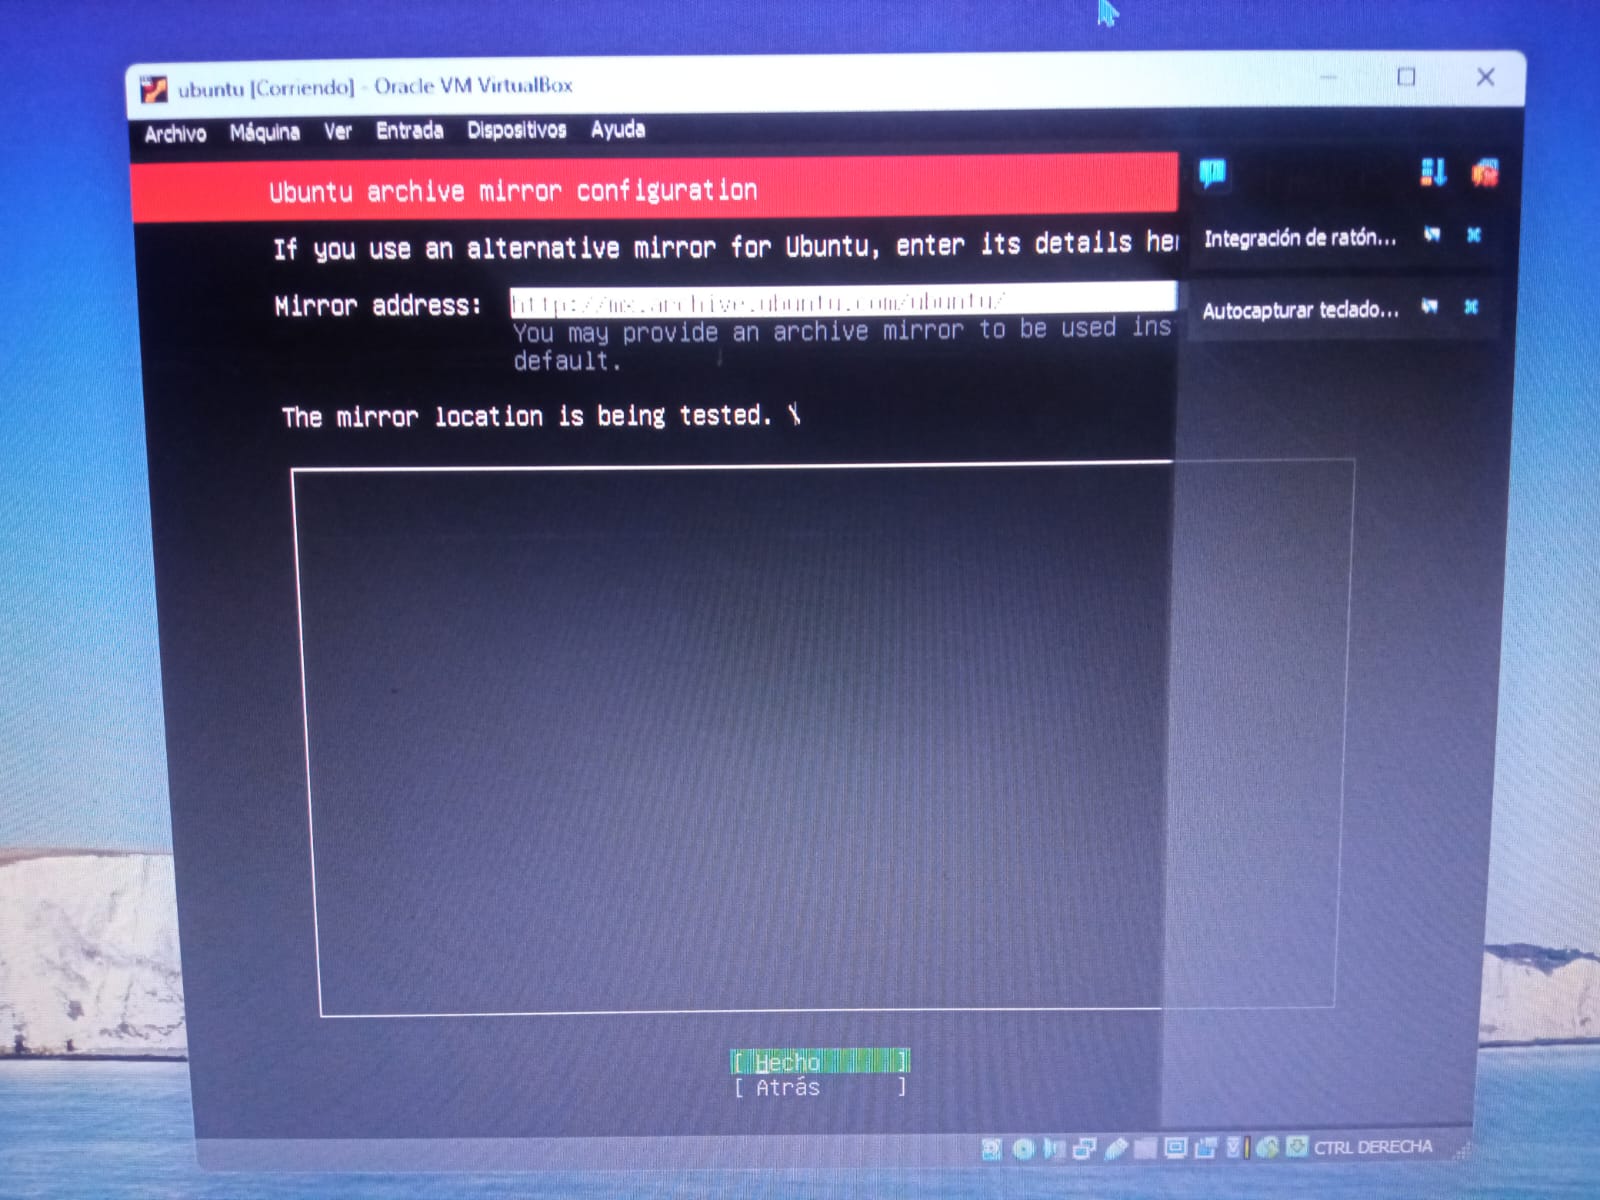 ubuntu [Corriendo] - Oracle VM VirtualBox
Archivo Máquina Ver Entrada Dispositivos Ayuda
Ubuntu archive mirror configuration
If you use an alternative mirror for Ubuntu, enter its details her
Integración de ratón...
Mirror address: .archive.ubuntu.com/ubuntu/
Autocapturar teclado...
You may provide an archive mirror to be used ins
default.
The mirror location is being tested. \
[ Hecho ]
[ Atrás ]
CTRL DERECHA